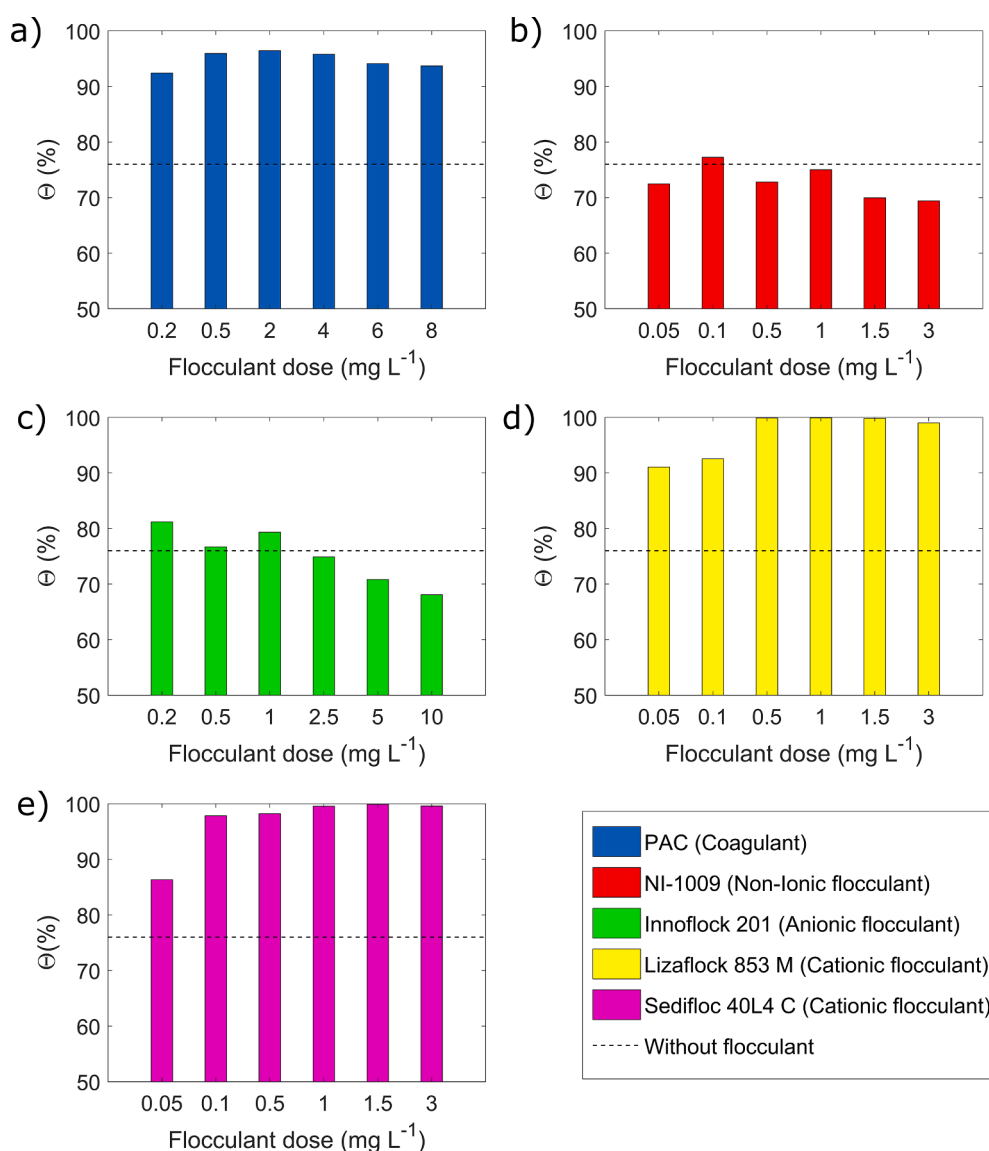 a)
Θ (%)
100
90
80
70
60
50
0.2 0.5 2 4 6 8
Flocculant dose (mg L⁻¹)
b)
Θ (%)
100
90
80
70
60
50
0.05 0.1 0.5 1 1.5 3
Flocculant dose (mg L⁻¹)
c)
Θ (%)
100
90
80
70
60
50
0.2 0.5 1 2.5 5 10
Flocculant dose (mg L⁻¹)
d)
Θ (%)
100
90
80
70
60
50
0.05 0.1 0.5 1 1.5 3
Flocculant dose (mg L⁻¹)
e)
Θ(%)
100
90
80
70
60
50
0.05 0.1 0.5 1 1.5 3
Flocculant dose (mg L⁻¹)
PAC (Coagulant)
NI-1009 (Non-Ionic flocculant)
Innoflock 201 (Anionic flocculant)
Lizaflock 853 M (Cationic flocculant)
Sedifloc 40L4 C (Cationic flocculant)
Without flocculant